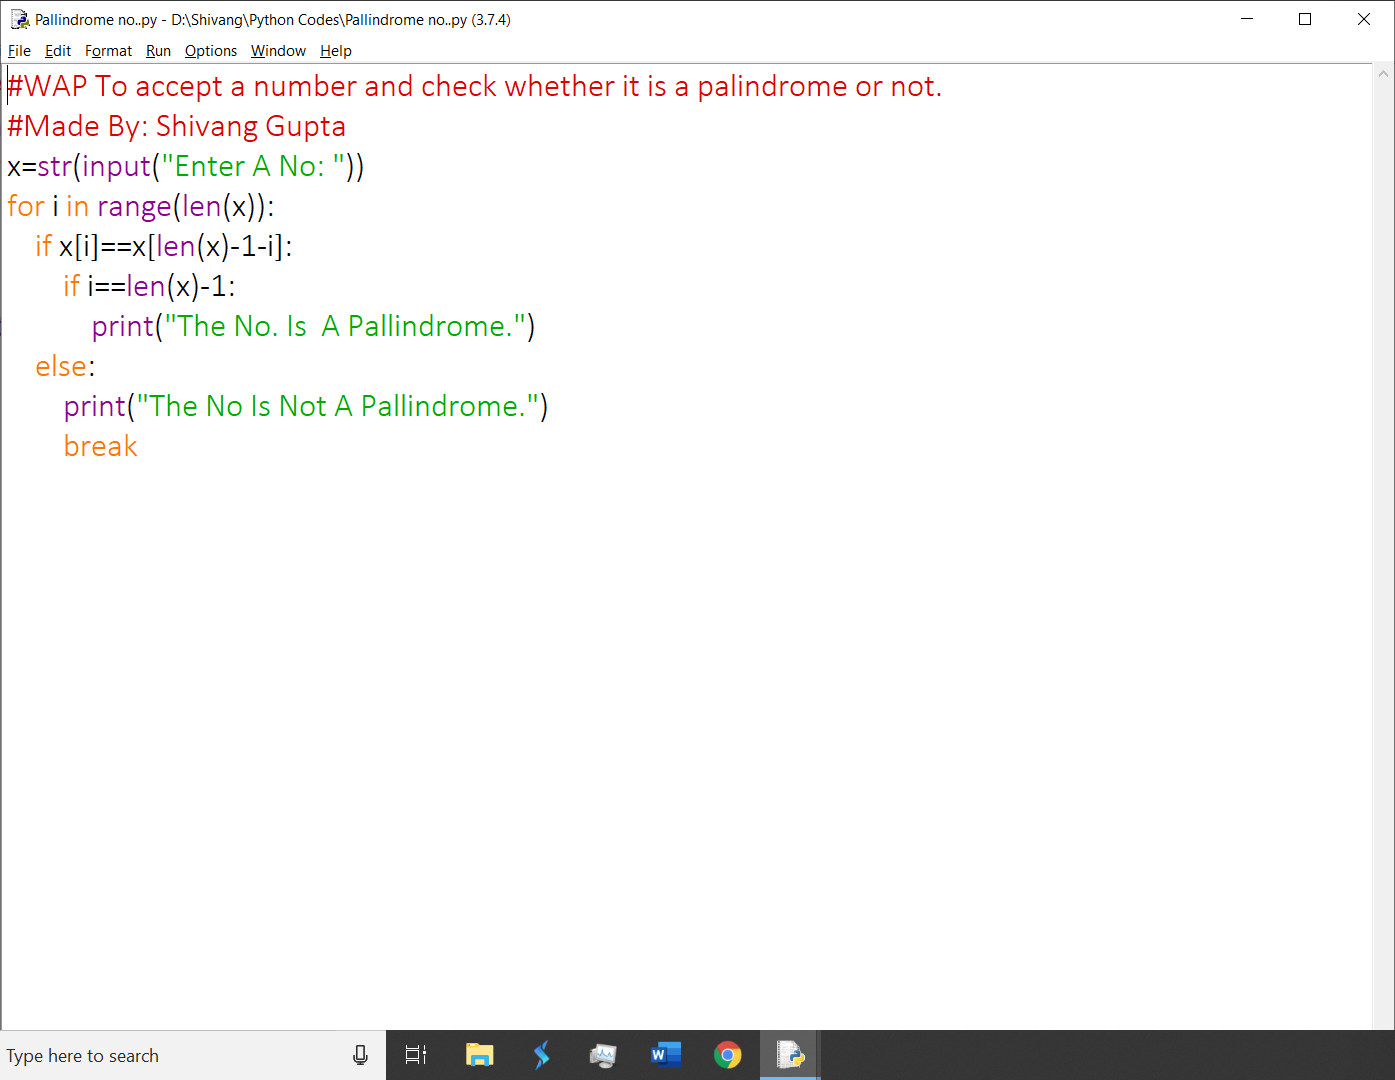 Pallindrome no..py - D:\Shivang\Python Codes\Pallindrome no..py (3.7.4)
File Edit Format Run Options Window Help
#WAP To accept a number and check whether it is a palindrome or not.
#Made By: Shivang Gupta
x=str(input("Enter A No: "))
for i in range(len(x)):
    if x[i]==x[len(x)-1-i]:
        if i==len(x)-1:
            print("The No. Is  A Pallindrome.")
    else:
        print("The No Is Not A Pallindrome.")
        break
Type here to search
W